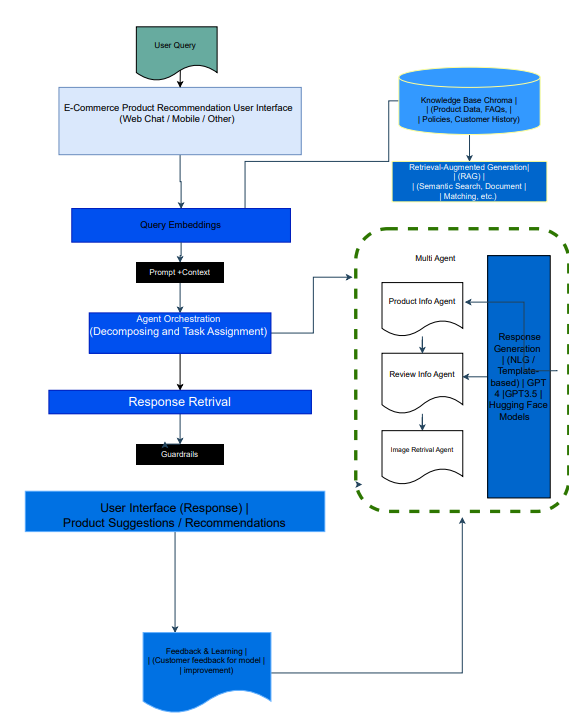 User Query
E-Commerce Product Recommendation User Interface
(Web Chat / Mobile / Other)
Knowledge Base Chroma |
| (Product Data, FAQs, |
| Policies, Customer History)
Retrieval-Augmented Generation|
| (RAG) |
| (Semantic Search, Document |
| Matching, etc.)
Query Embeddings
Prompt +Context
Agent Orchestration
(Decomposing and Task Assignment)
Response Retrival
Guardrails
Multi Agent
Product Info Agent
Review Info Agent
Image Retrival Agent
Response
Generation
| (NLG /
Template-
based) | GPT
4 |GPT3.5 |
Hugging Face
Models
User Interface (Response) |
Product Suggestions / Recommendations
Feedback & Learning |
| (Customer feedback for model |
| improvement)